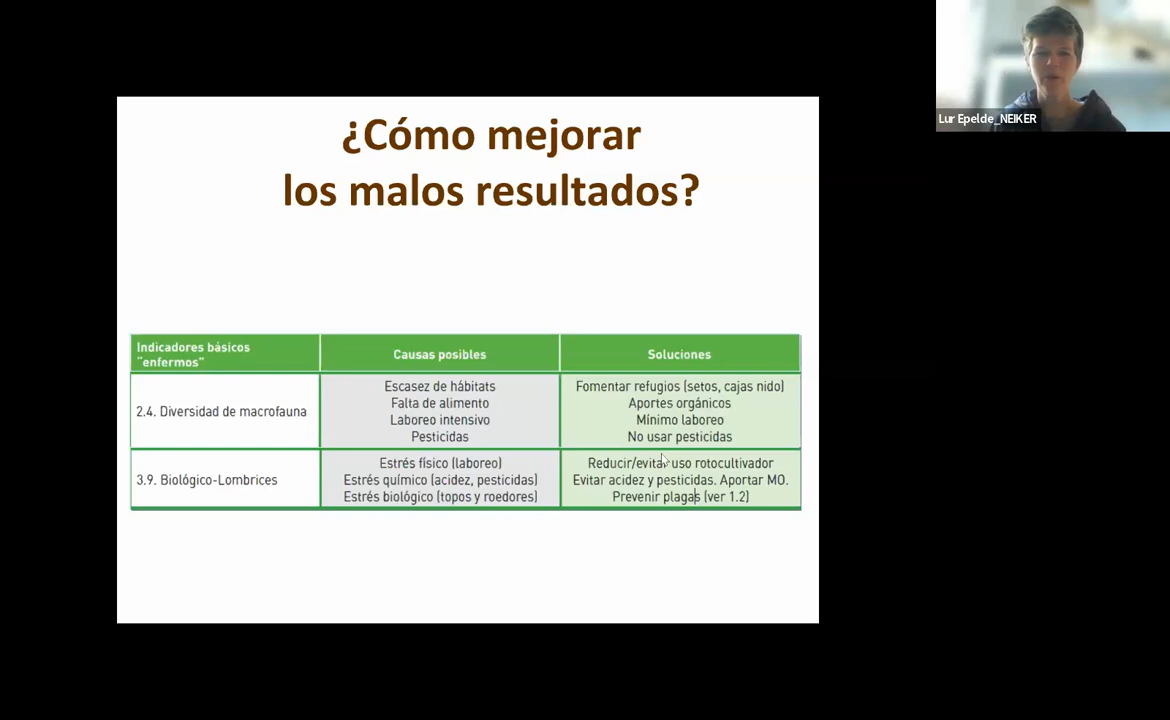 Lur Epelde_NEIKER
¿Cómo mejorar
los malos resultados?
Indicadores básicos
"enfermos"
Causas posibles
Soluciones
2.4. Diversidad de macrofauna
Escasez de hábitats
Falta de alimento
Laboreo intensivo
Pesticidas
Fomentar refugios (setos, cajas nido)
Aportes orgánicos
Mínimo laboreo
No usar pesticidas
3.9. Biológico-Lombrices
Estrés físico (laboreo)
Estrés químico (acidez, pesticidas)
Estrés biológico (topos y roedores)
Reducir/evitar uso rotocultivador
Evitar acidez y pesticidas. Aportar MO.
Prevenir plagas (ver 1.2)